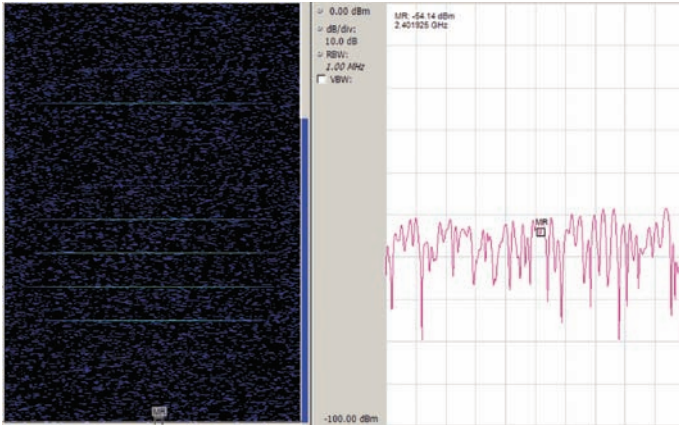 0.00 dBm
dB/div:
10.0 dB
RBW:
1.00 MHz
VBW:
-100.00 dBm
MR: -54.14 dBm
2.401925 GHz
MR
MR